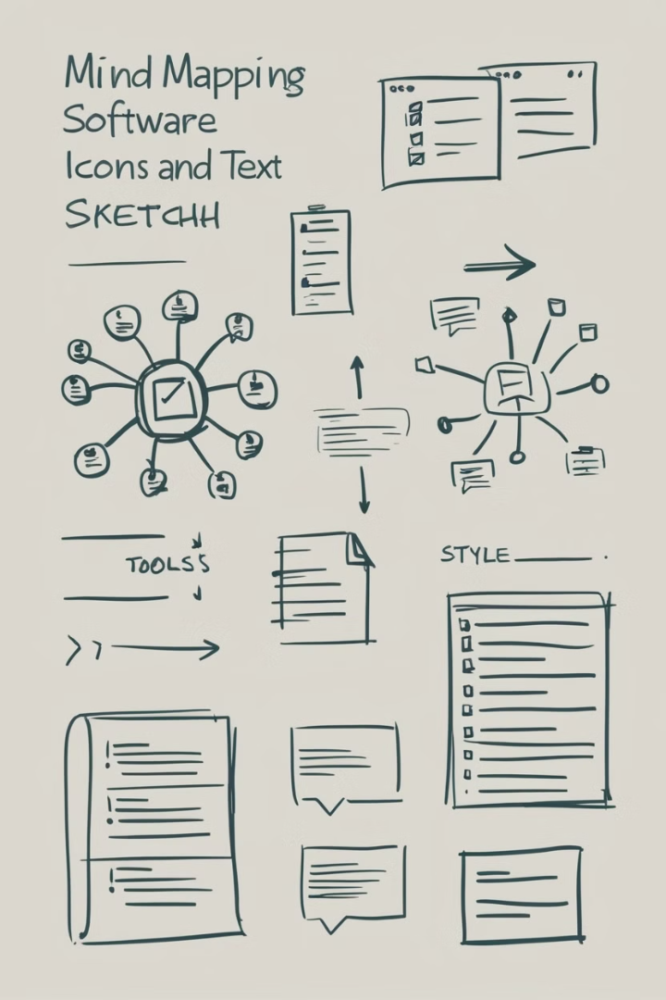 Mind Mapping
Software
Icons and Text
SKETCHH
TOOLSS
STYLE